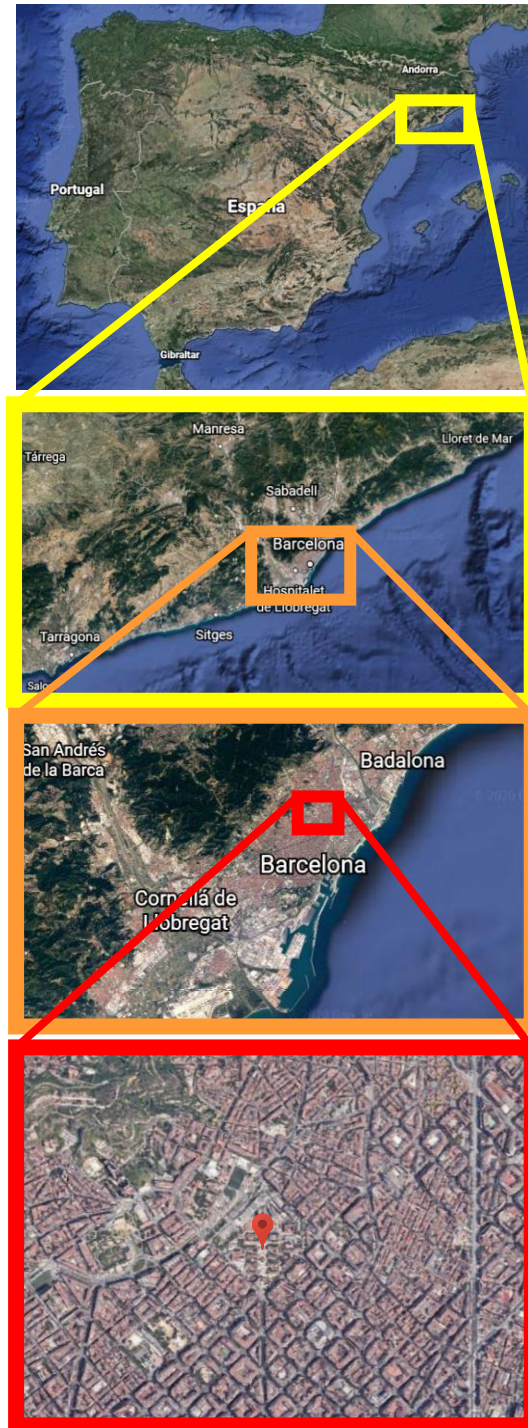 Andorra
Portugal
España
Gibraltar
Manresa
Lloret de Mar
Tárrega
Sabadell
Barcelona
Hospitalet
de Llobregat
Tarragona
Sitges
Salo
San Andrés
de la Barca
Badalona
Barcelona
Cornellá de
Llobregat